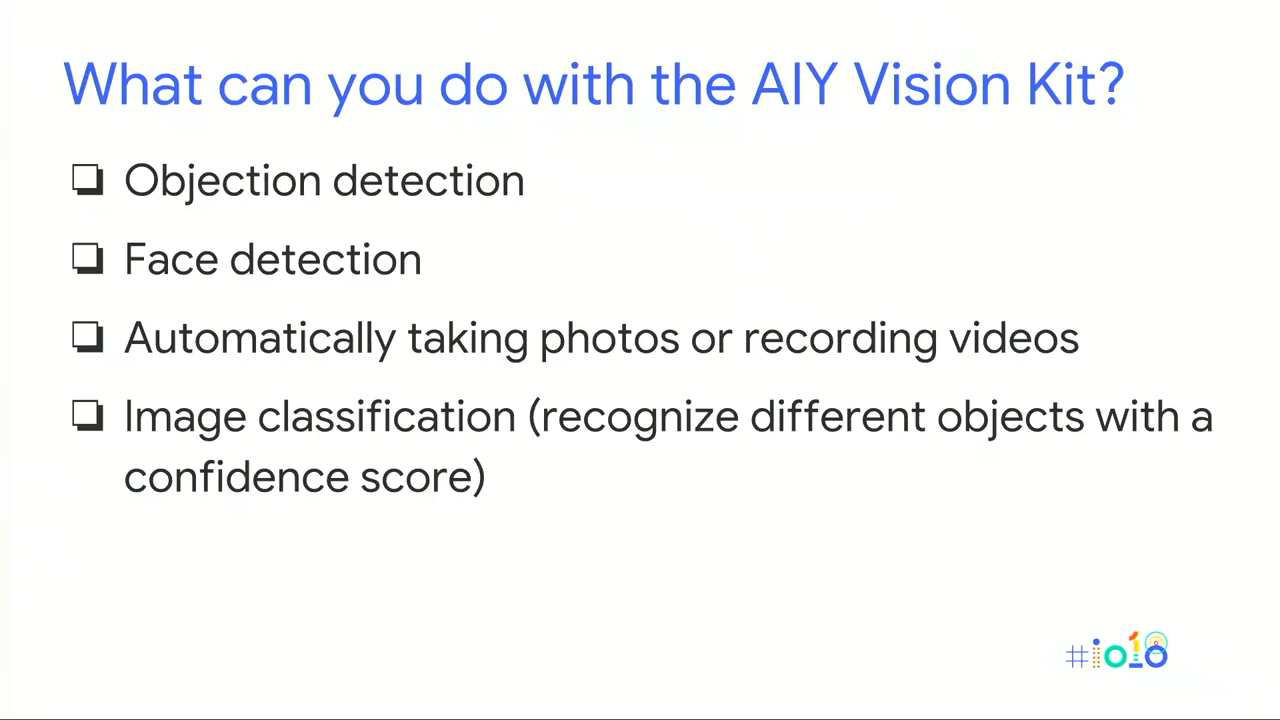 What can you do with the AIY Vision Kit?
❏ Objection detection
❏ Face detection
❏ Automatically taking photos or recording videos
❏ Image classification (recognize different objects with a
confidence score)
#io18